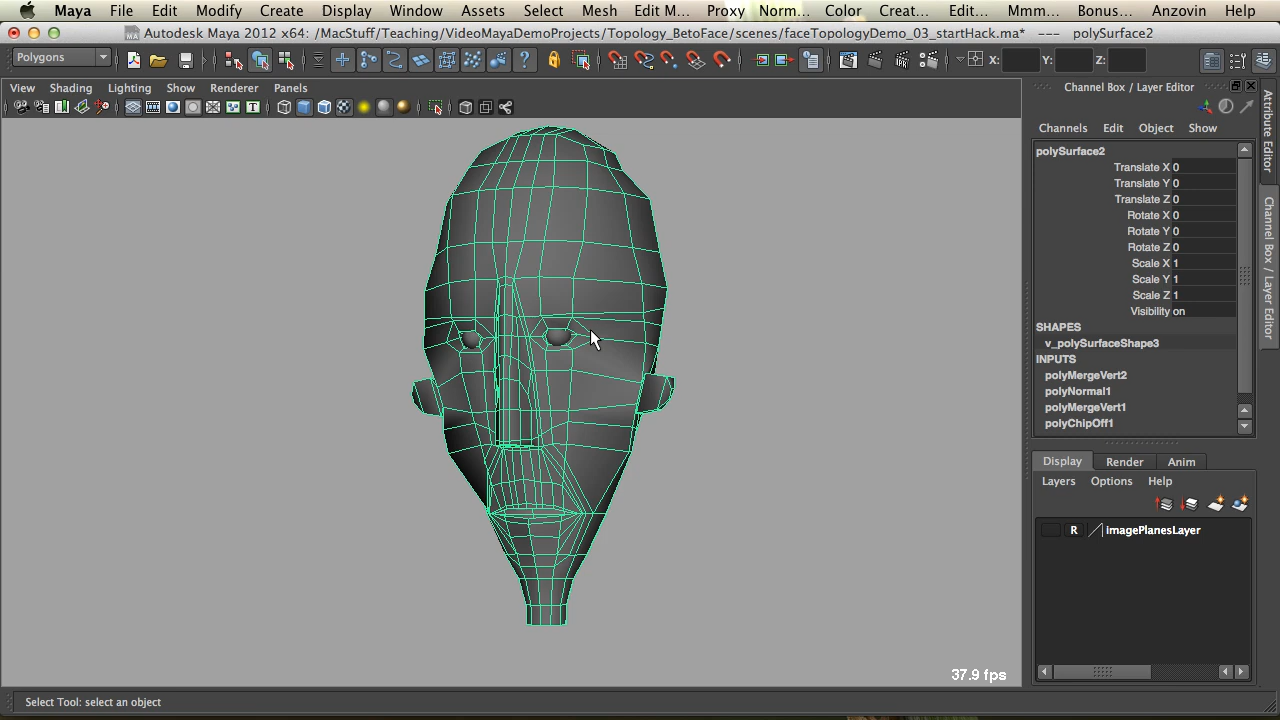 Maya File Edit Modify Create Display Window Assets Select Mesh Edit M... Proxy Norm... Color Creat... Edit... Mmm... Bonus... Anzovin Help
Autodesk Maya 2012 x64: /MacStuff/Teaching/VideoMayaDemoProjects/Topology_BetoFace/scenes/faceTopologyDemo_03_startHack.ma* --- polySurface2
Polygons X: Y: Z:
View Shading Lighting Show Renderer Panels
Channel Box / Layer Editor
Channels Edit Object Show
polySurface2
Translate X 0
Translate Y 0
Translate Z 0
Rotate X 0
Rotate Y 0
Rotate Z 0
Scale X 1
Scale Y 1
Scale Z 1
Visibility on
SHAPES
v_polySurfaceShape3
INPUTS
polyMergeVert2
polyNormal1
polyMergeVert1
polyChipOff1
Display Render Anim
Layers Options Help
R imagePlanesLayer
Attribute Editor
Channel Box / Layer Editor
37.9 fps
Select Tool: select an object